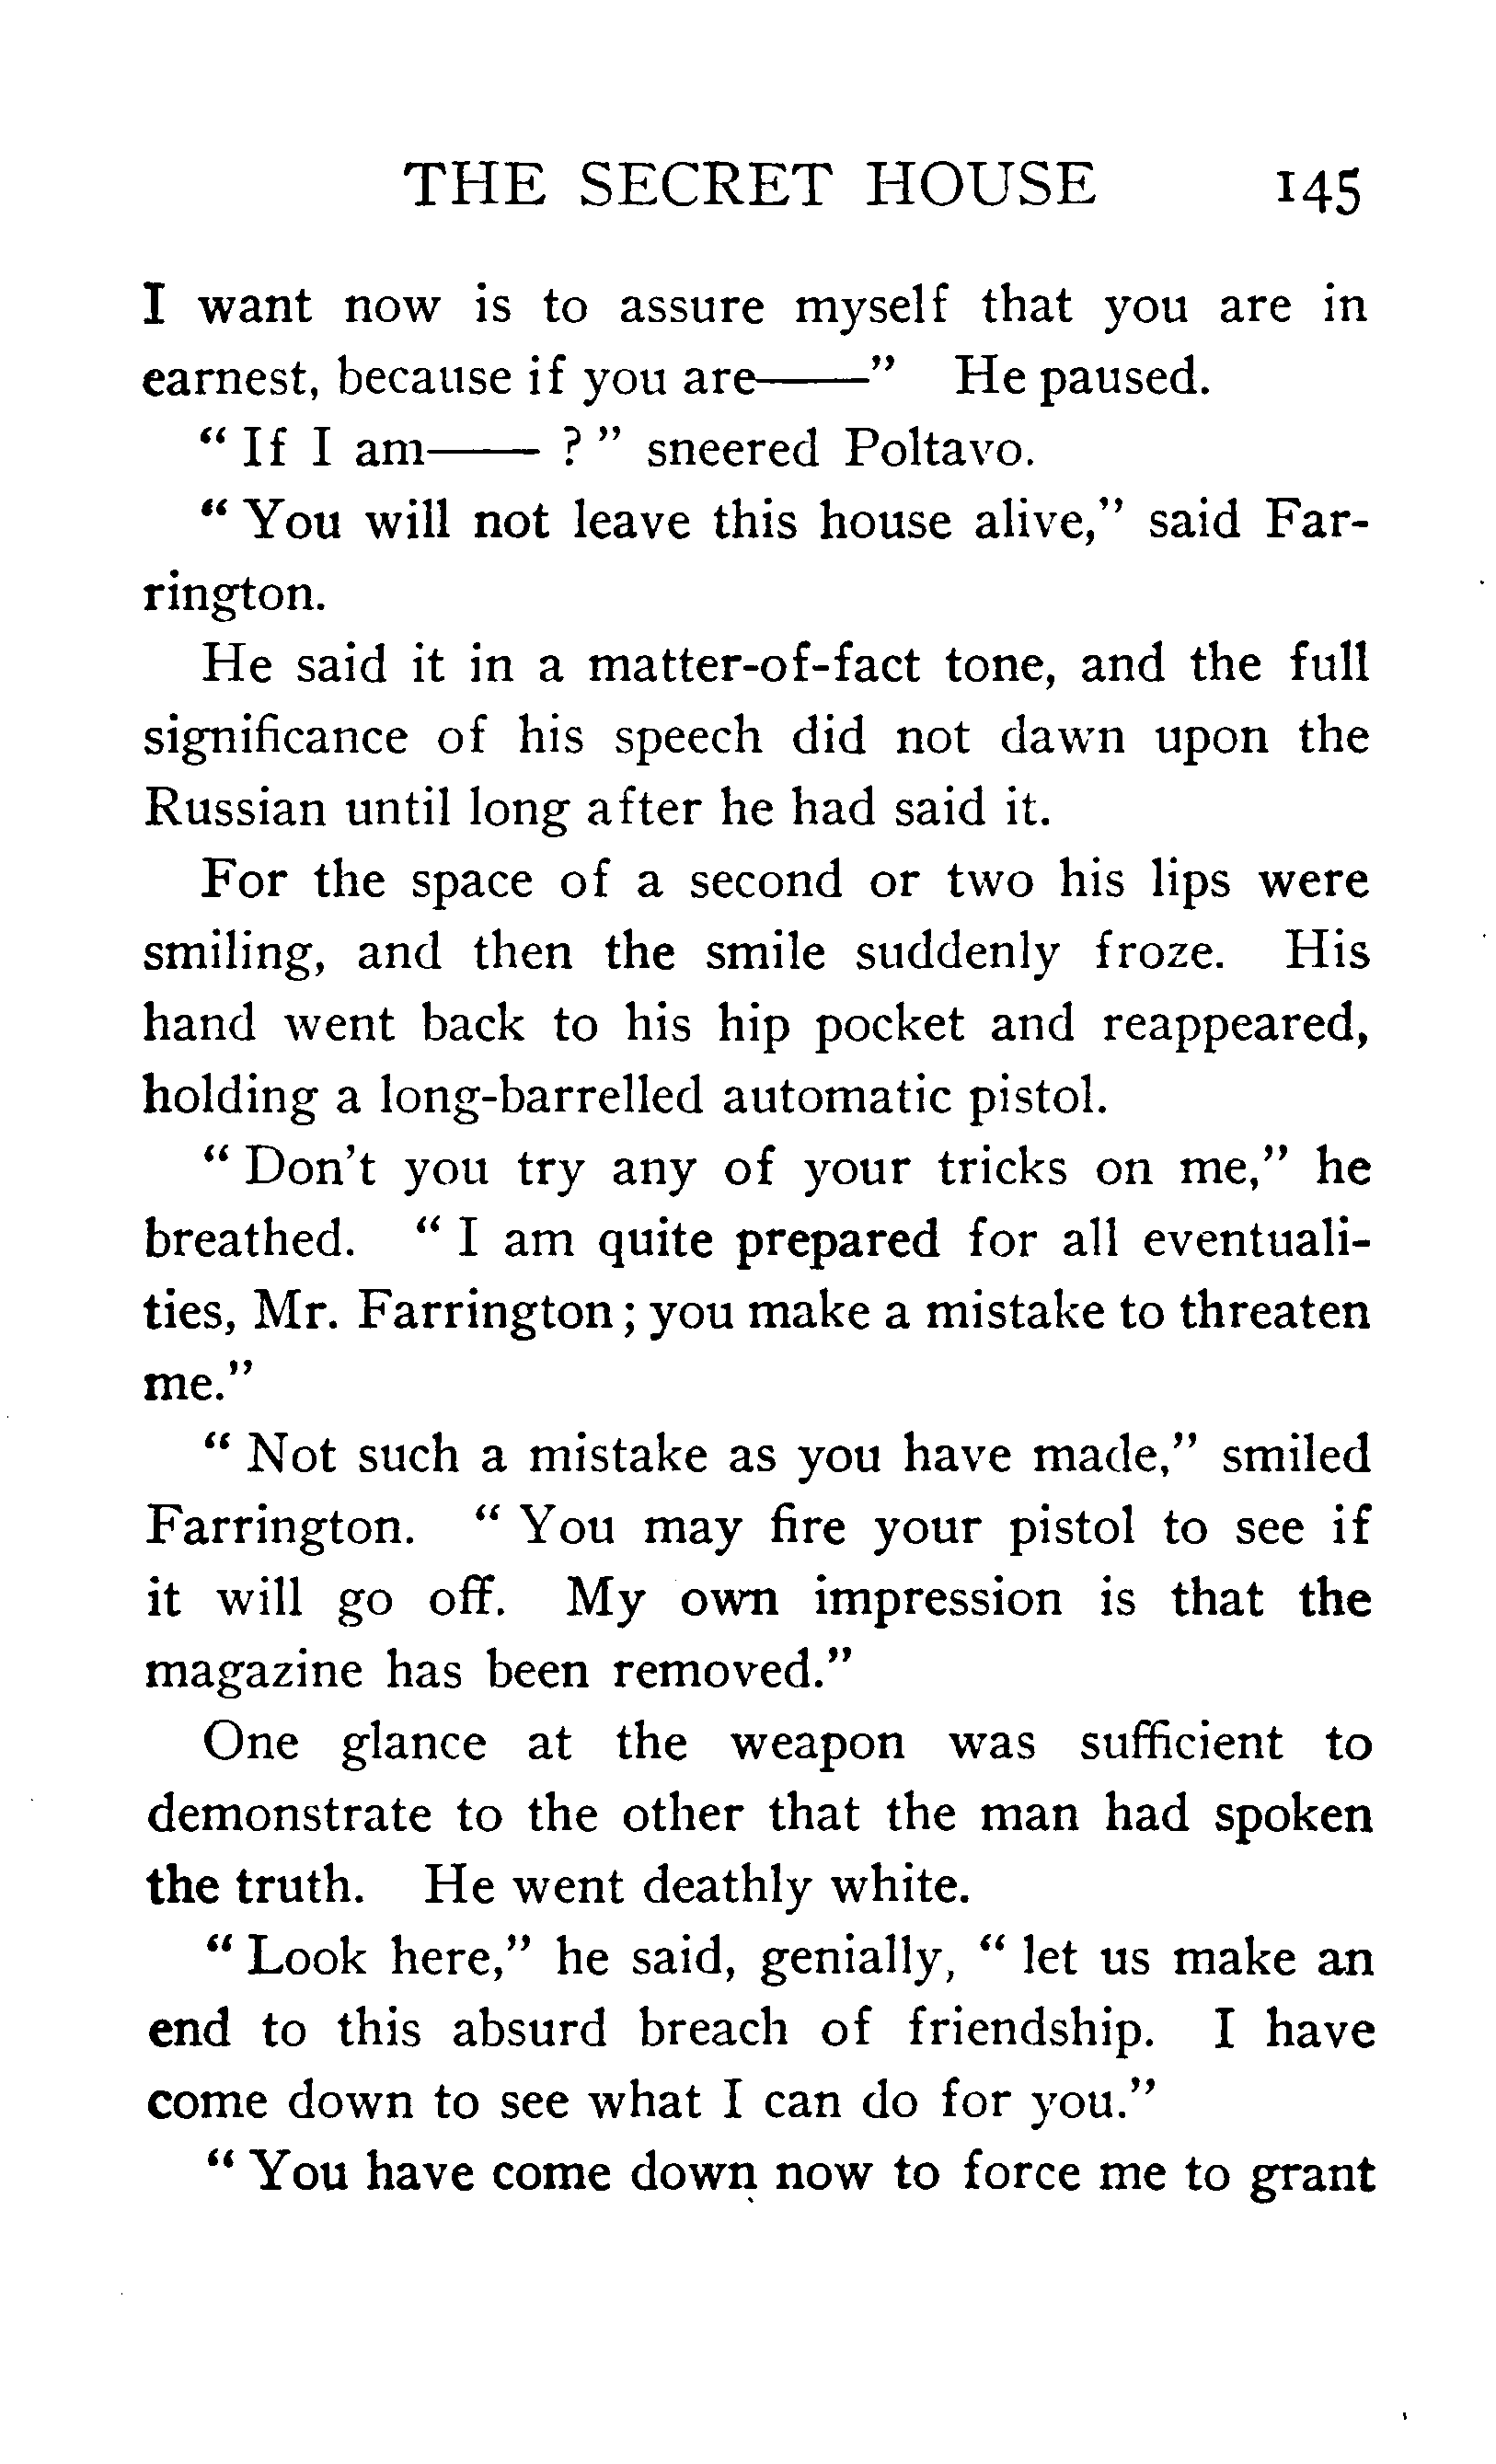 THE SECRET HOUSE 145
I want now is to assure myself that you are in
earnest, because if you are——" He paused.
"If I am—— ?" sneered Poltavo.
"You will not leave this house alive," said Far-
rington.
He said it in a matter-of-fact tone, and the full
significance of his speech did not dawn upon the
Russian until long after he had said it.
For the space of a second or two his lips were
smiling, and then the smile suddenly froze. His
hand went back to his hip pocket and reappeared,
holding a long-barrelled automatic pistol.
"Don't you try any of your tricks on me," he
breathed. "I am quite prepared for all eventuali-
ties, Mr. Farrington; you make a mistake to threaten
me."
"Not such a mistake as you have made," smiled
Farrington. "You may fire your pistol to see if
it will go off. My own impression is that the
magazine has been removed."
One glance at the weapon was sufficient to
demonstrate to the other that the man had spoken
the truth. He went deathly white.
"Look here," he said, genially, "let us make an
end to this absurd breach of friendship. I have
come down to see what I can do for you."
"You have come down now to force me to grant